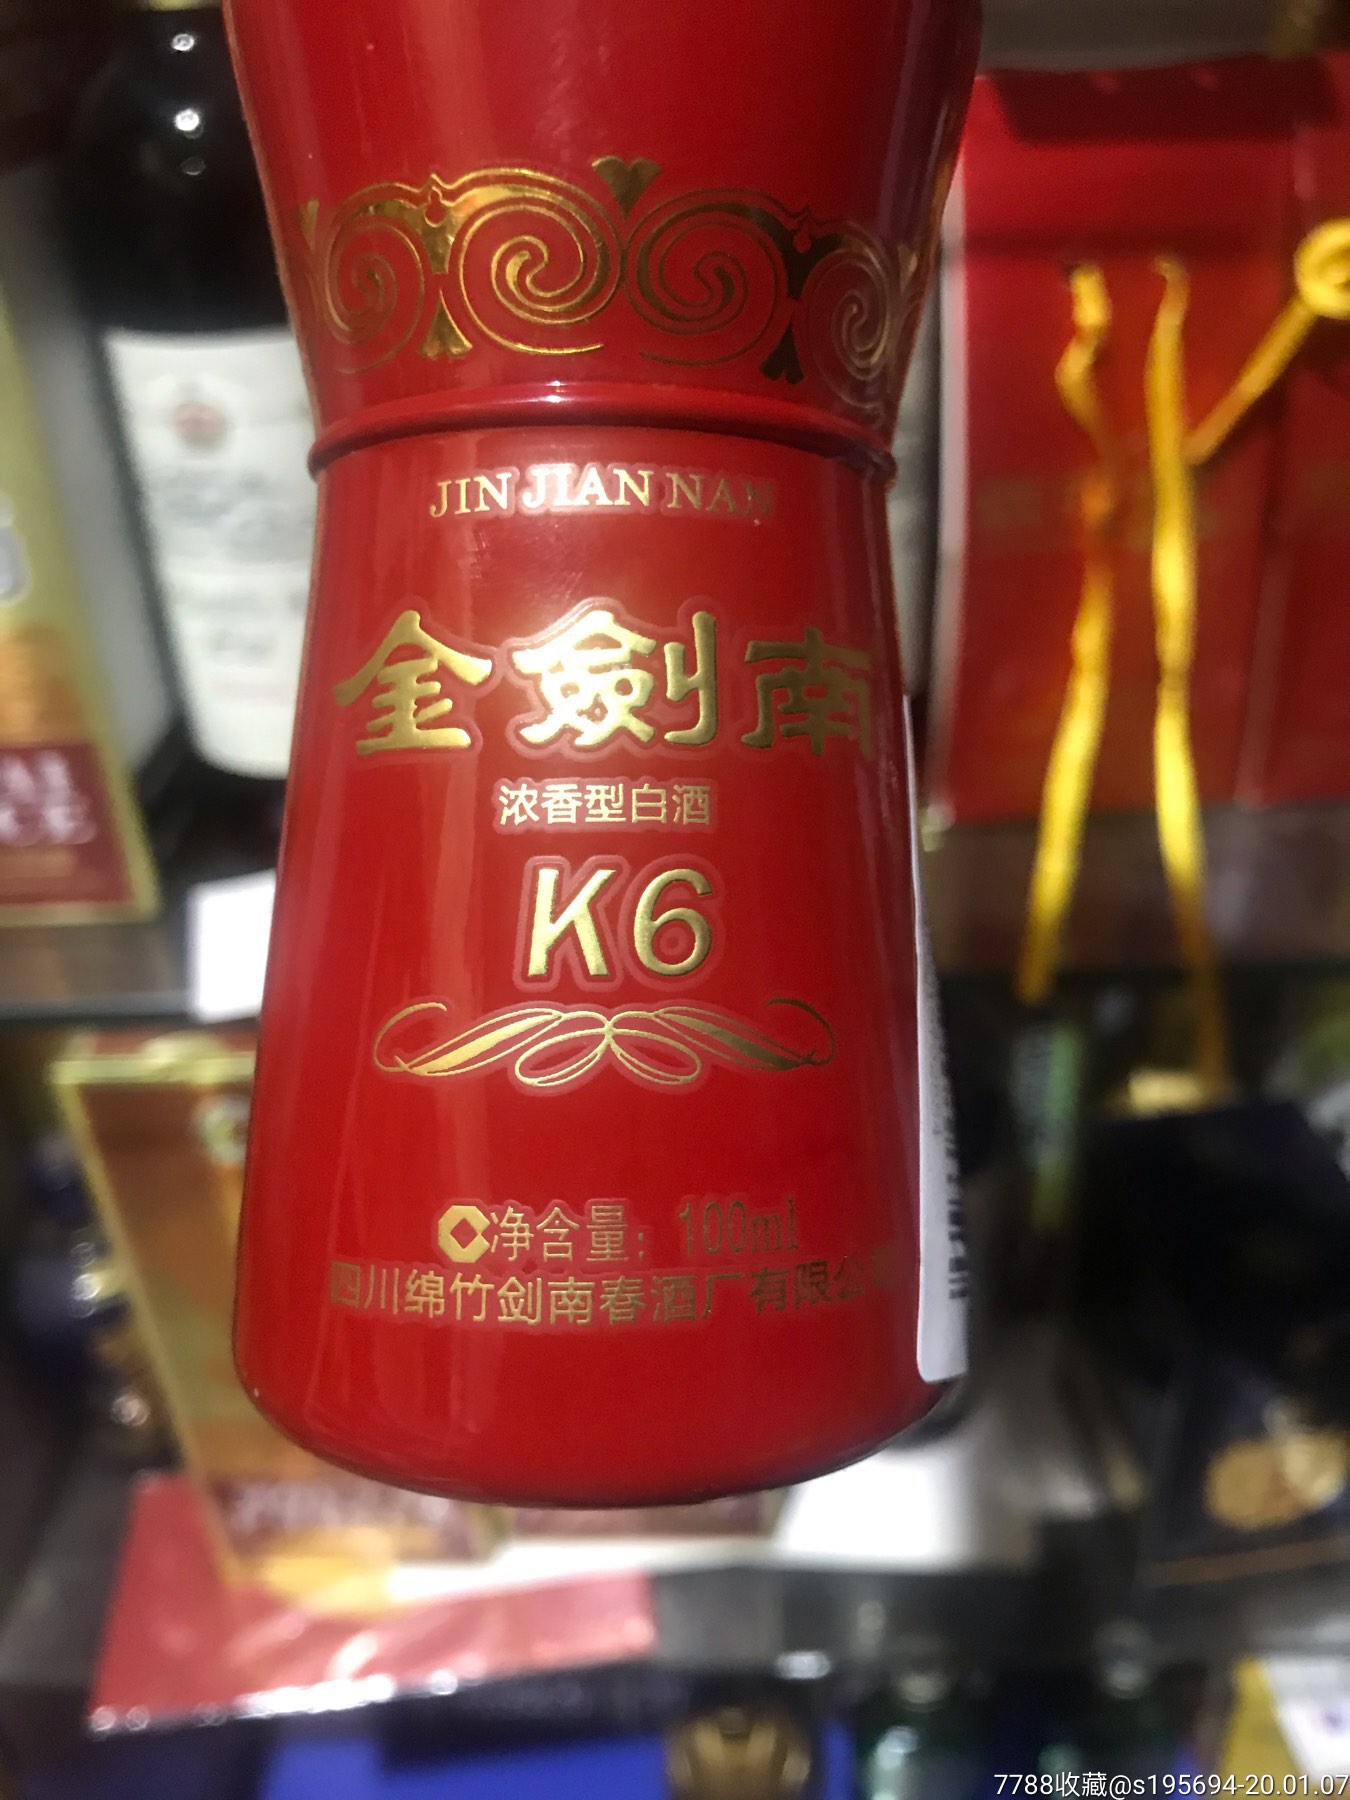 JIN JIAN NAN
金劍南
浓香型白酒
K6
净含量：100ml
四川绵竹剑南春酒厂有限公司
7788收藏@s195694-20.01.07